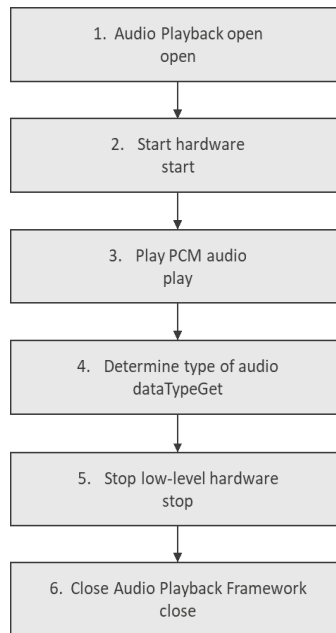 1. Audio Playback open
open
2. Start hardware
start
3. Play PCM audio
play
4. Determine type of audio
dataTypeGet
5. Stop low-level hardware
stop
6. Close Audio Playback Framework
close